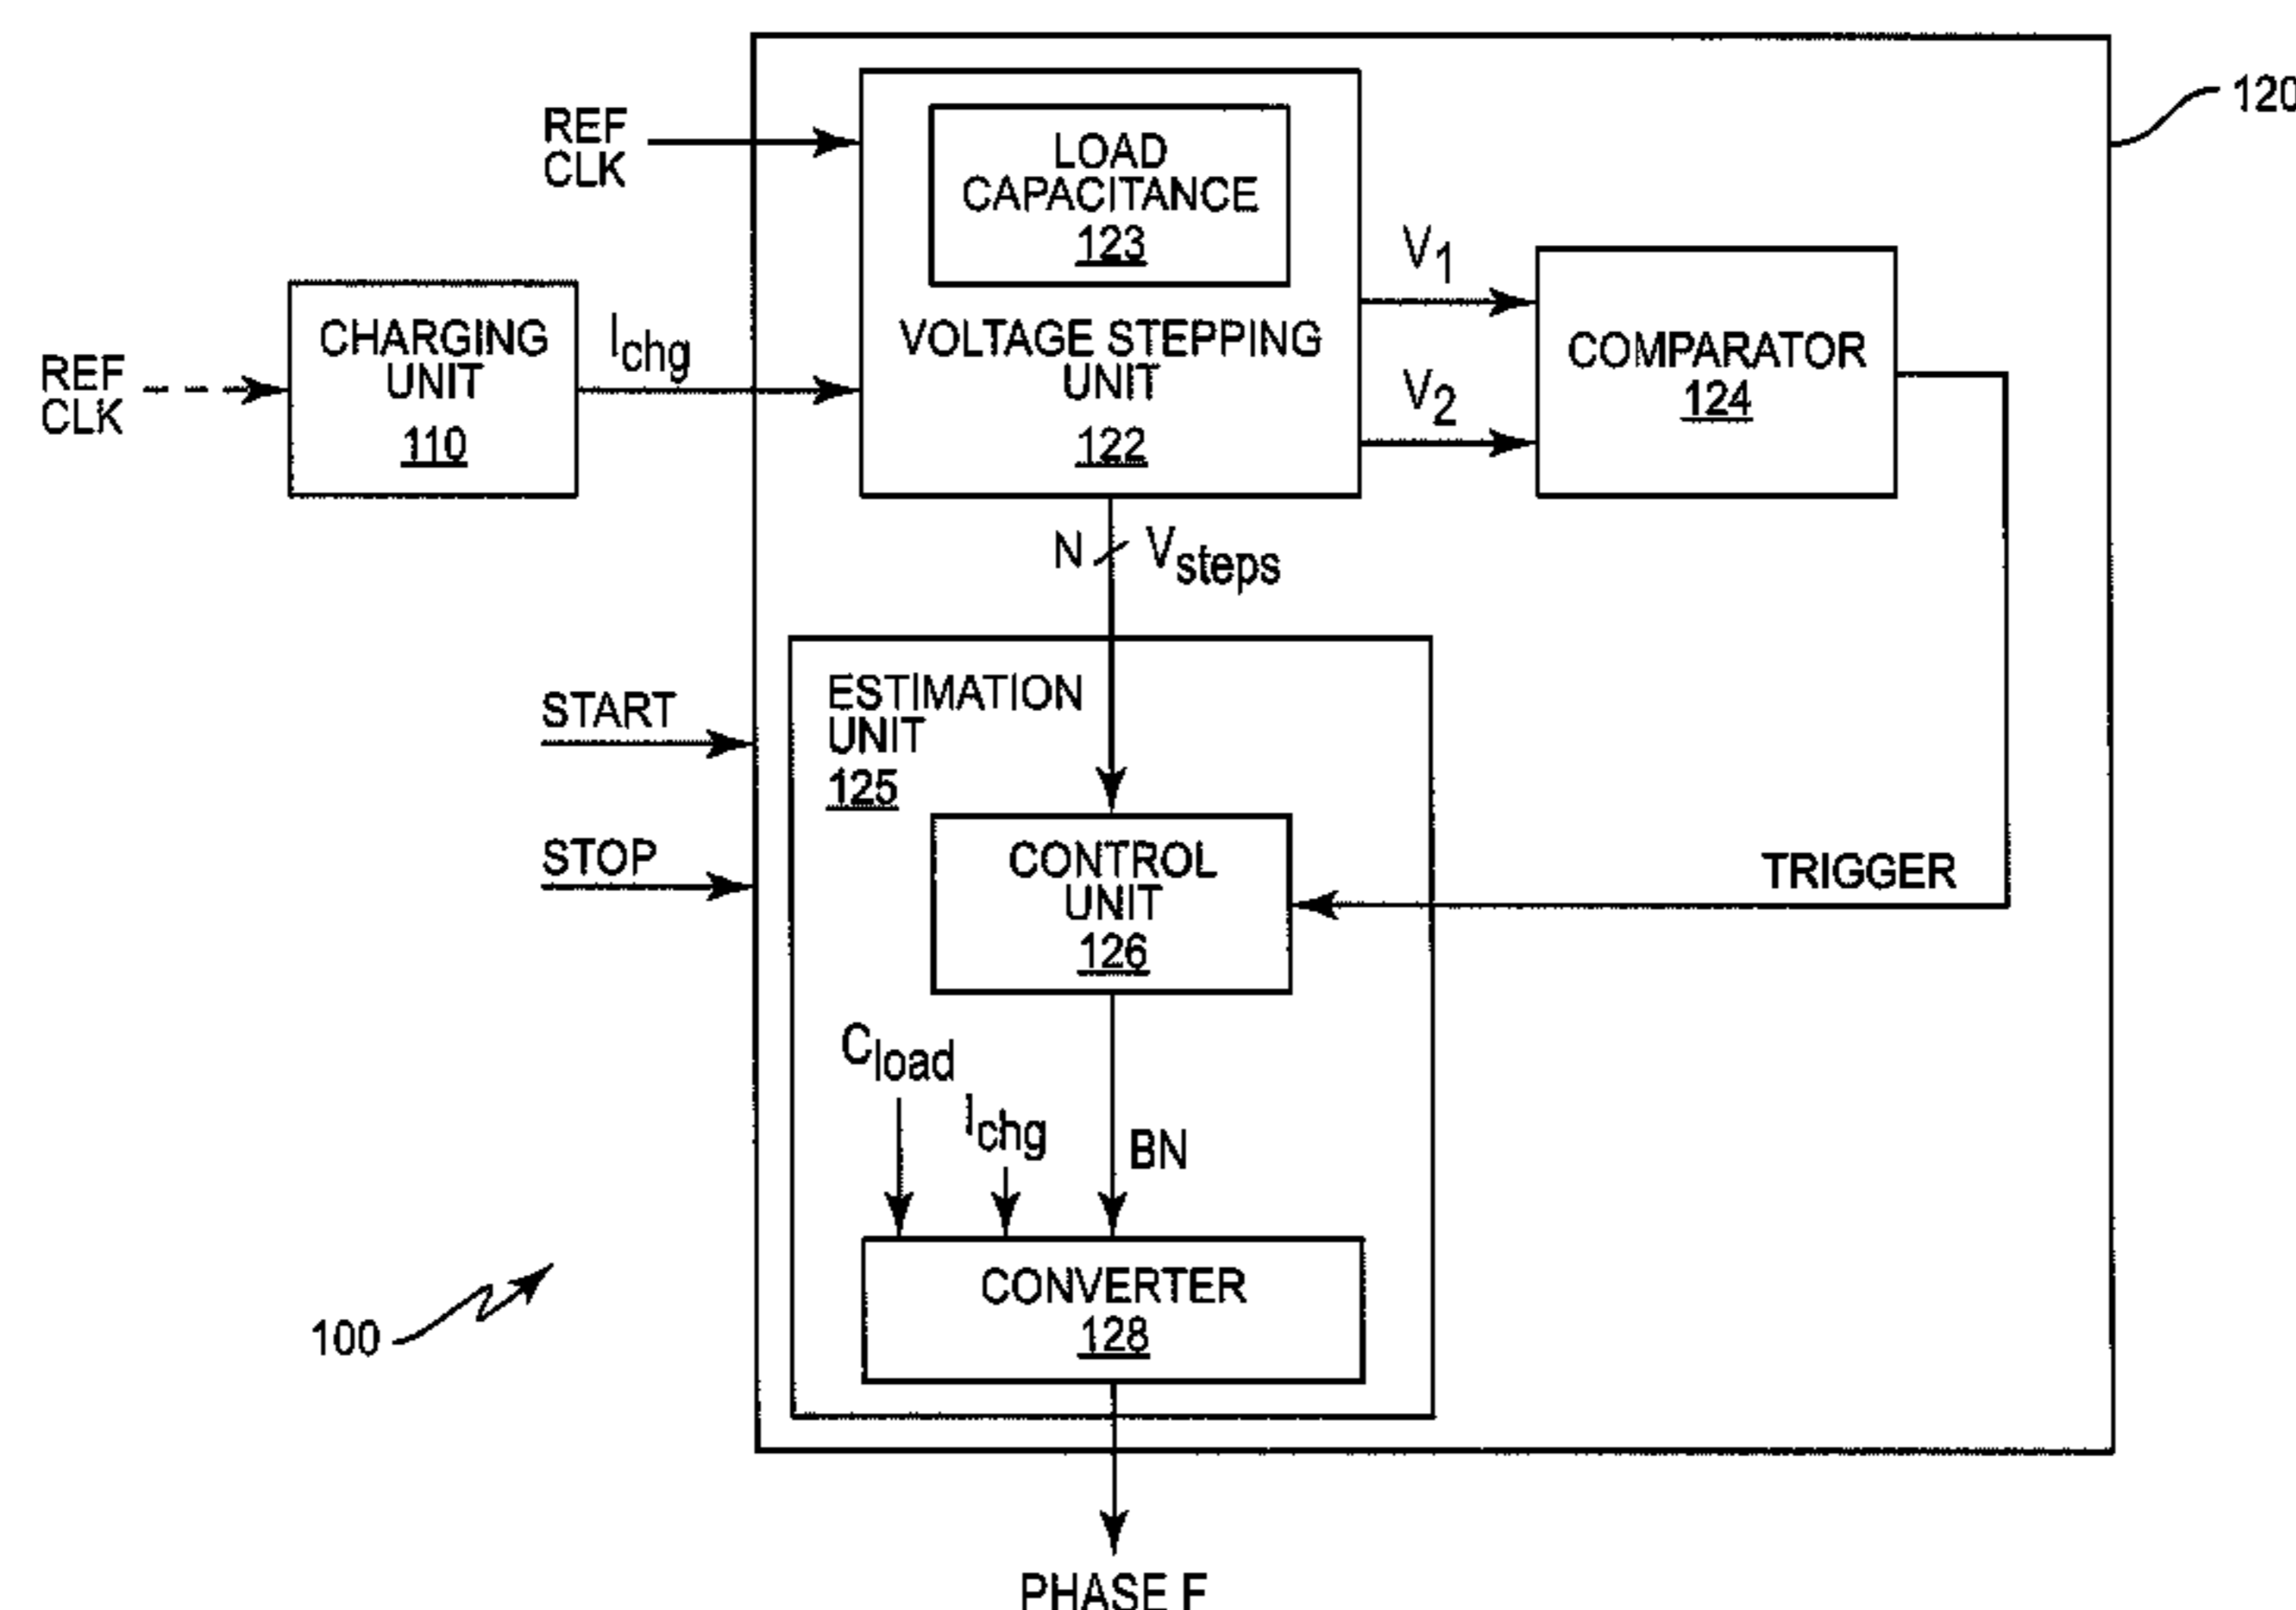 120
REF
CLK
LOAD
CAPACITANCE
123
VOLTAGE STEPPING
UNIT
122
V1
V2
COMPARATOR
124
REF
CLK
CHARGING
UNIT
110
Ichg
N
Vsteps
START
STOP
ESTIMATION
UNIT
125
CONTROL
UNIT
126
TRIGGER
Cload
Ichg
BN
CONVERTER
128
100
PHASE F